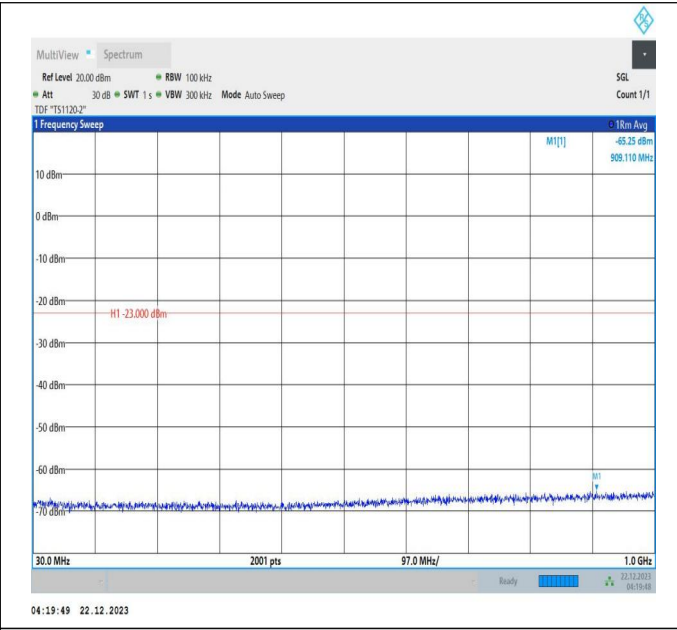 R S
MultiView Spectrum
Ref Level 20.00 dBm RBW 100 kHz SGL
Att 30 dB SWT 1 s VBW 300 kHz Mode Auto Sweep Count 1/1
TDF "TS1120-2"
1 Frequency Sweep 1Rm Avg
M1[1] -65.25 dBm
909.110 MHz
10 dBm
0 dBm
-10 dBm
-20 dBm
H1 -23.000 dBm
-30 dBm
-40 dBm
-50 dBm
-60 dBm
M1
-70 dBm
30.0 MHz 2001 pts 97.0 MHz/ 1.0 GHz
Ready 22.12.2023
04:19:48
04:19:49 22.12.2023